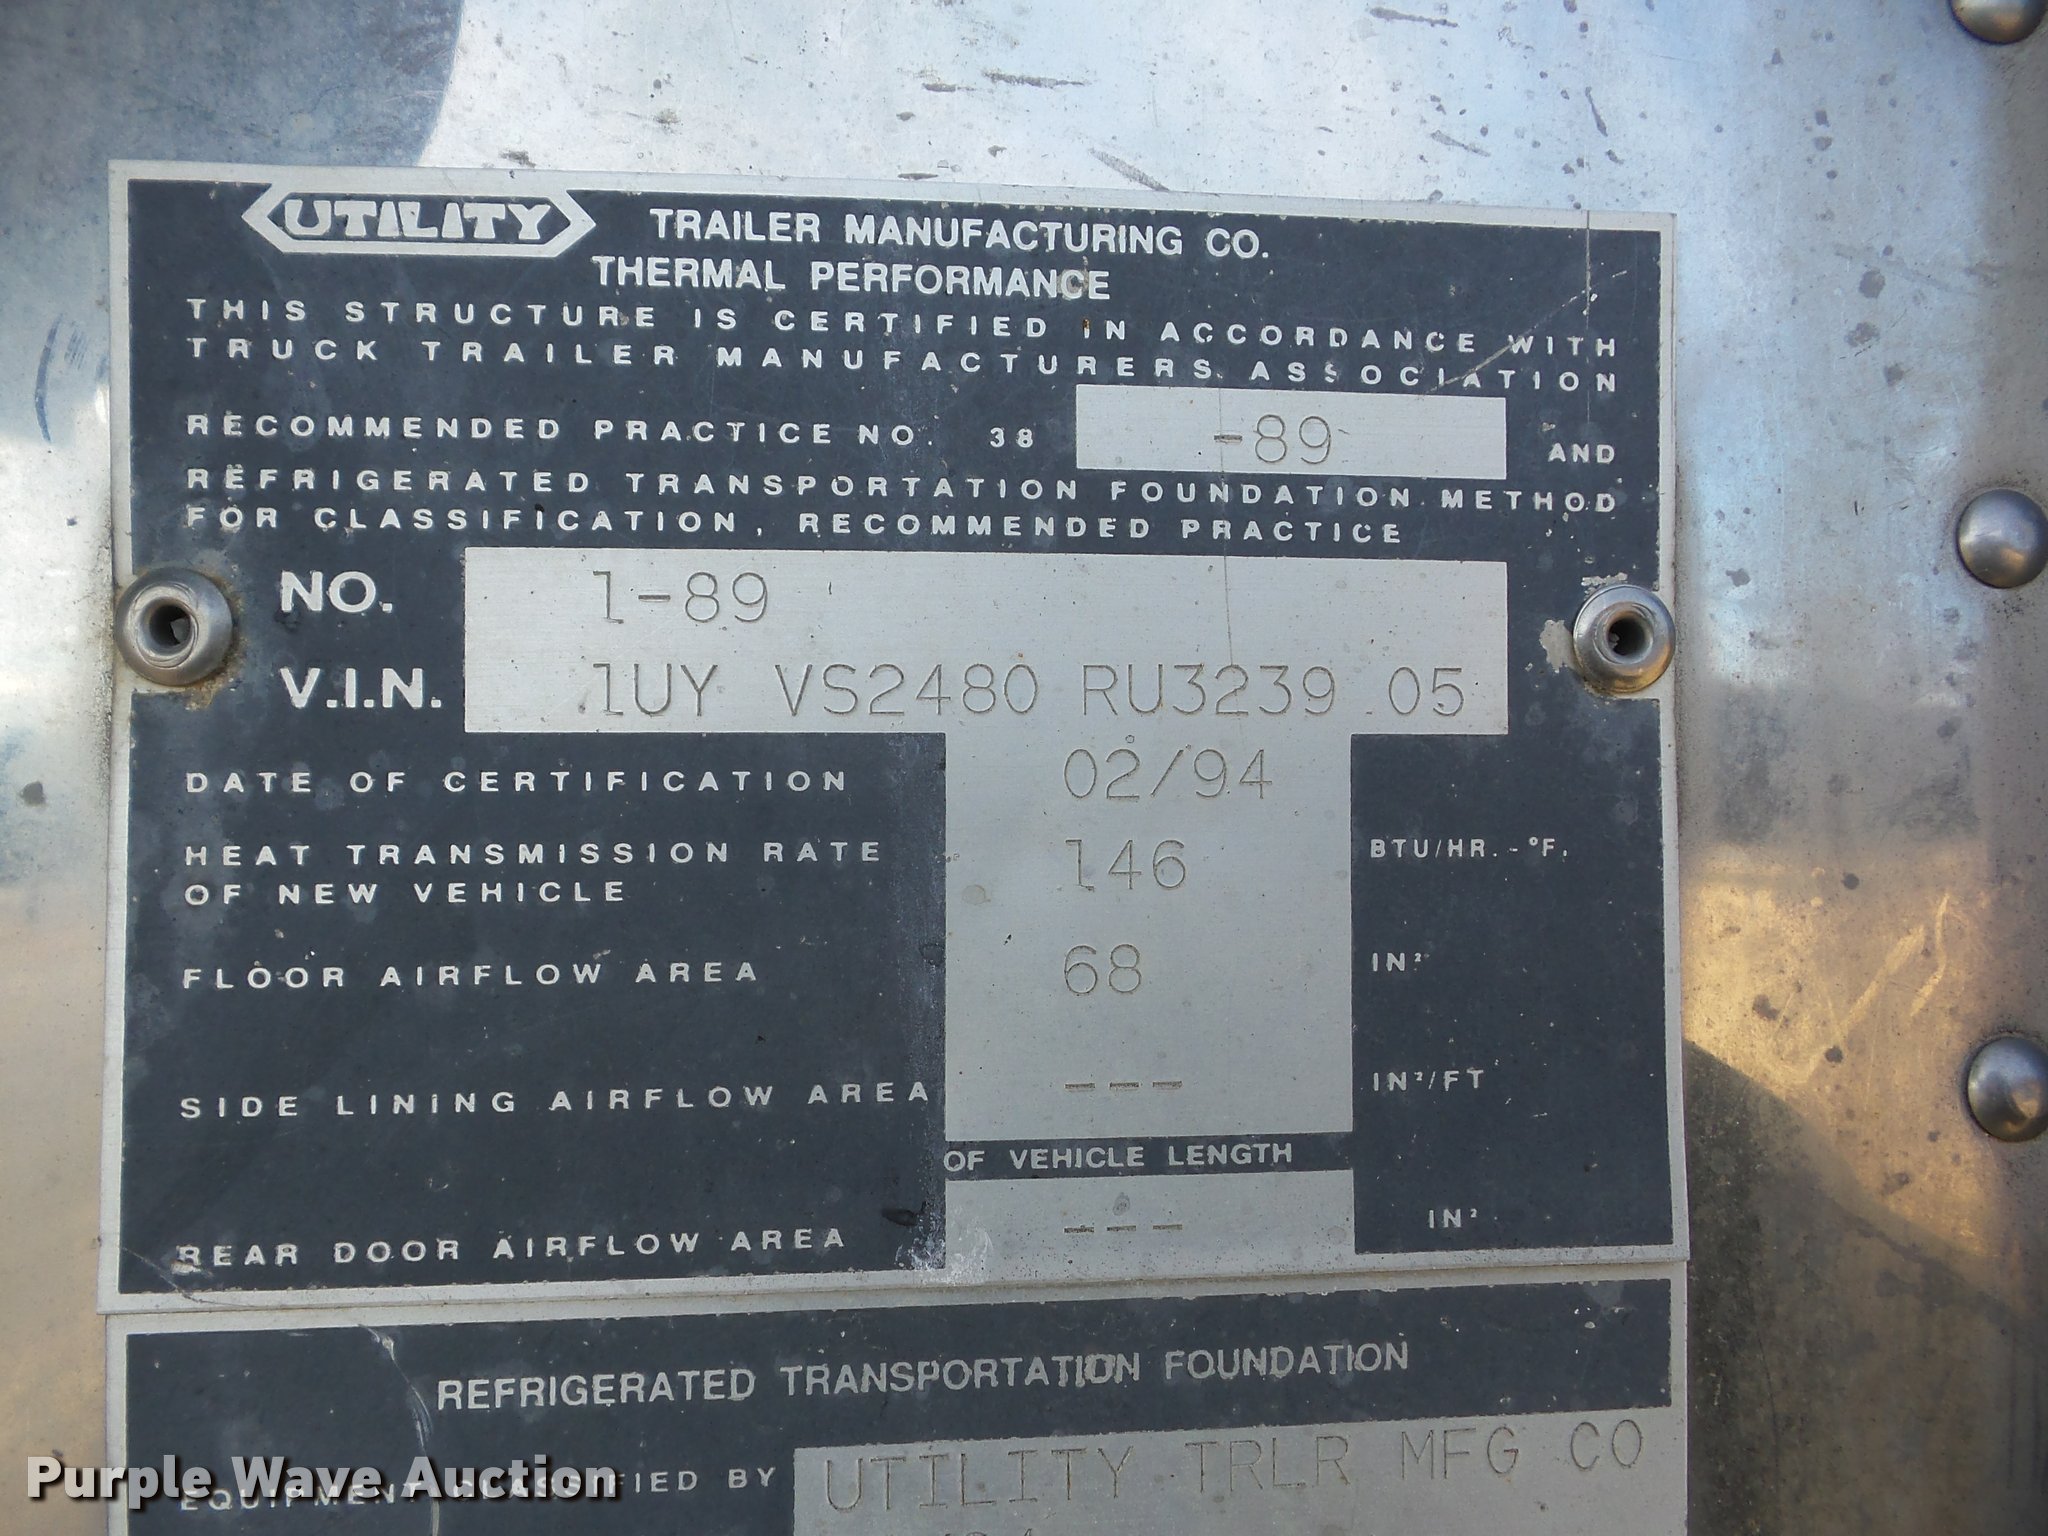 UTILITY TRAILER MANUFACTURING CO.
THERMAL PERFORMANCE
THIS STRUCTURE IS CERTIFIED IN ACCORDANCE WITH
TRUCK TRAILER MANUFACTURERS ASSOCIATION
RECOMMENDED PRACTICE NO. 38 -89 AND
REFRIGERATED TRANSPORTATION FOUNDATION METHOD
FOR CLASSIFICATION, RECOMMENDED PRACTICE
NO. 1-89
V.I.N. 1UY VS2480 RU3239 05
DATE OF CERTIFICATION 02/94
HEAT TRANSMISSION RATE 146 BTU/HR.-°F.
OF NEW VEHICLE
FLOOR AIRFLOW AREA 68 IN²
SIDE LINING AIRFLOW AREA --- IN²/FT
OF VEHICLE LENGTH
REAR DOOR AIRFLOW AREA --- IN²
REFRIGERATED TRANSPORTATION FOUNDATION
EQUIPMENT CLASSIFIED BY UTILITY TRLR MFG CO
Purple Wave Auction